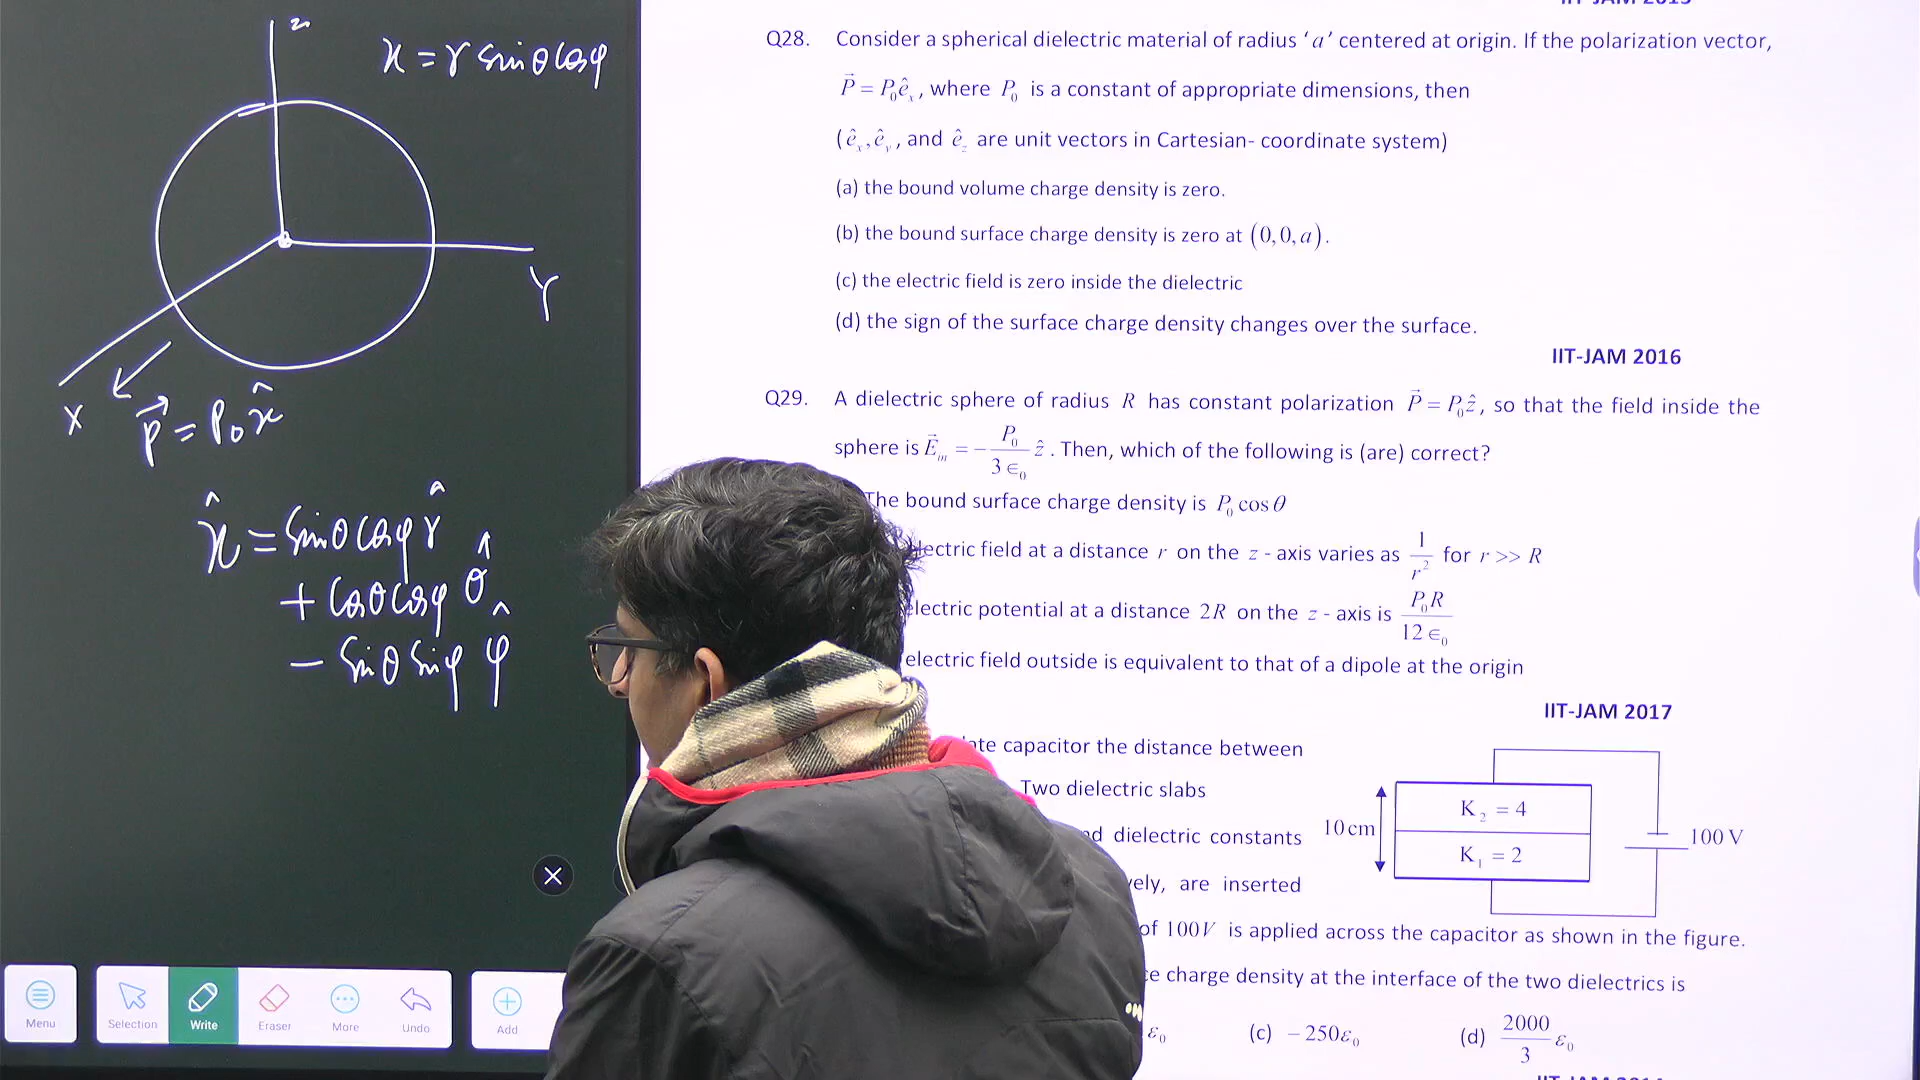 z
x = r sinθ cosφ
Y
X
P⃗ = P₀ x̂
x̂ = sinθ cosφ r̂
+ cosθ cosφ θ̂
− sinθ sinφ φ̂
Menu
Selection
Write
Eraser
More
Undo
Add
Q28. Consider a spherical dielectric material of radius ‘a’ centered at origin. If the polarization vector,
P⃗ = P₀êₓ, where P₀ is a constant of appropriate dimensions, then
(êₓ, ê_y, and ê_z are unit vectors in Cartesian- coordinate system)
(a) the bound volume charge density is zero.
(b) the bound surface charge density is zero at (0,0,a).
(c) the electric field is zero inside the dielectric
(d) the sign of the surface charge density changes over the surface.
IIT-JAM 2016
Q29. A dielectric sphere of radius R has constant polarization P⃗ = P₀ẑ, so that the field inside the
sphere is E⃗_in = − P₀/3∈₀ ẑ. Then, which of the following is (are) correct?
The bound surface charge density is P₀ cosθ
electric field at a distance r on the z - axis varies as 1/r² for r >> R
electric potential at a distance 2R on the z - axis is P₀R/12∈₀
electric field outside is equivalent to that of a dipole at the origin
IIT-JAM 2017
capacitor the distance between
Two dielectric slabs
dielectric constants
are inserted
of 100V is applied across the capacitor as shown in the figure.
charge density at the interface of the two dielectrics is
ε₀ (c) −250ε₀ (d) 2000/3 ε₀
10 cm
K₂ = 4
K₁ = 2
100 V